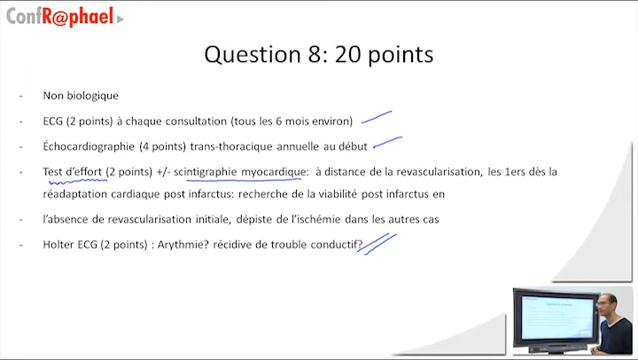 ConfR@phael
Question 8: 20 points
- Non biologique
- ECG (2 points) à chaque consultation (tous les 6 mois environ)
- Échocardiographie (4 points) trans-thoracique annuelle au début
- Test d'effort (2 points) +/- scintigraphie myocardique: à distance de la revascularisation, les 1ers dès la
réadaptation cardiaque post infarctus: recherche de la viabilité post infarctus en
- l'absence de revascularisation initiale, dépiste de l'ischémie dans les autres cas
- Holter ECG (2 points) : Arythmie? récidive de trouble conductif?